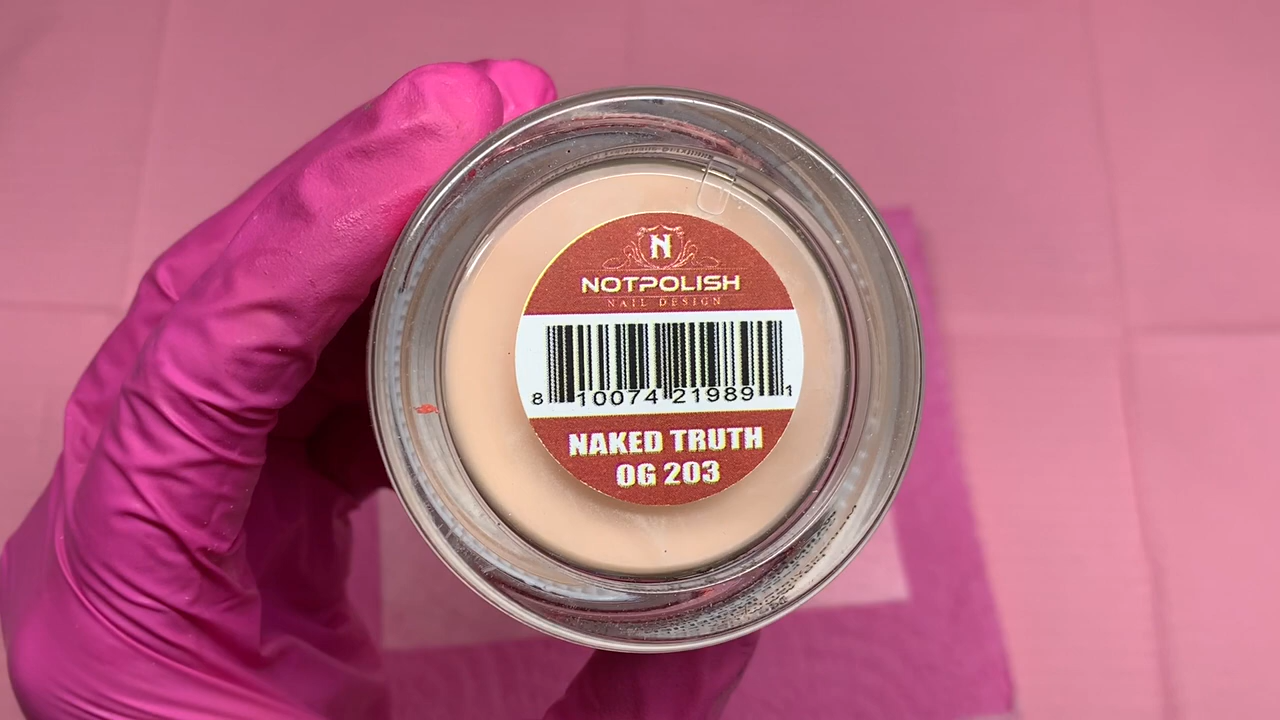 N
NOTPOLISH
NAIL DESIGN
8 10074 21989 1
NAKED TRUTH
OG 203